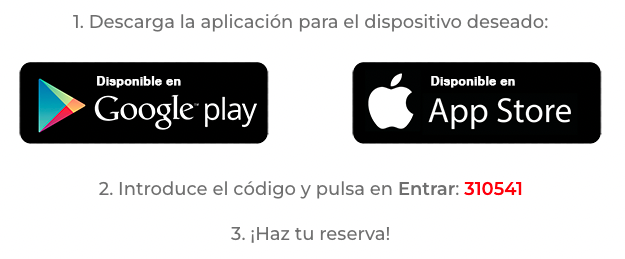 1. Descarga la aplicación para el dispositivo deseado:
Disponible en
Google™ play
Disponible en
App Store
2. Introduce el código y pulsa en Entrar: 310541
3. ¡Haz tu reserva!